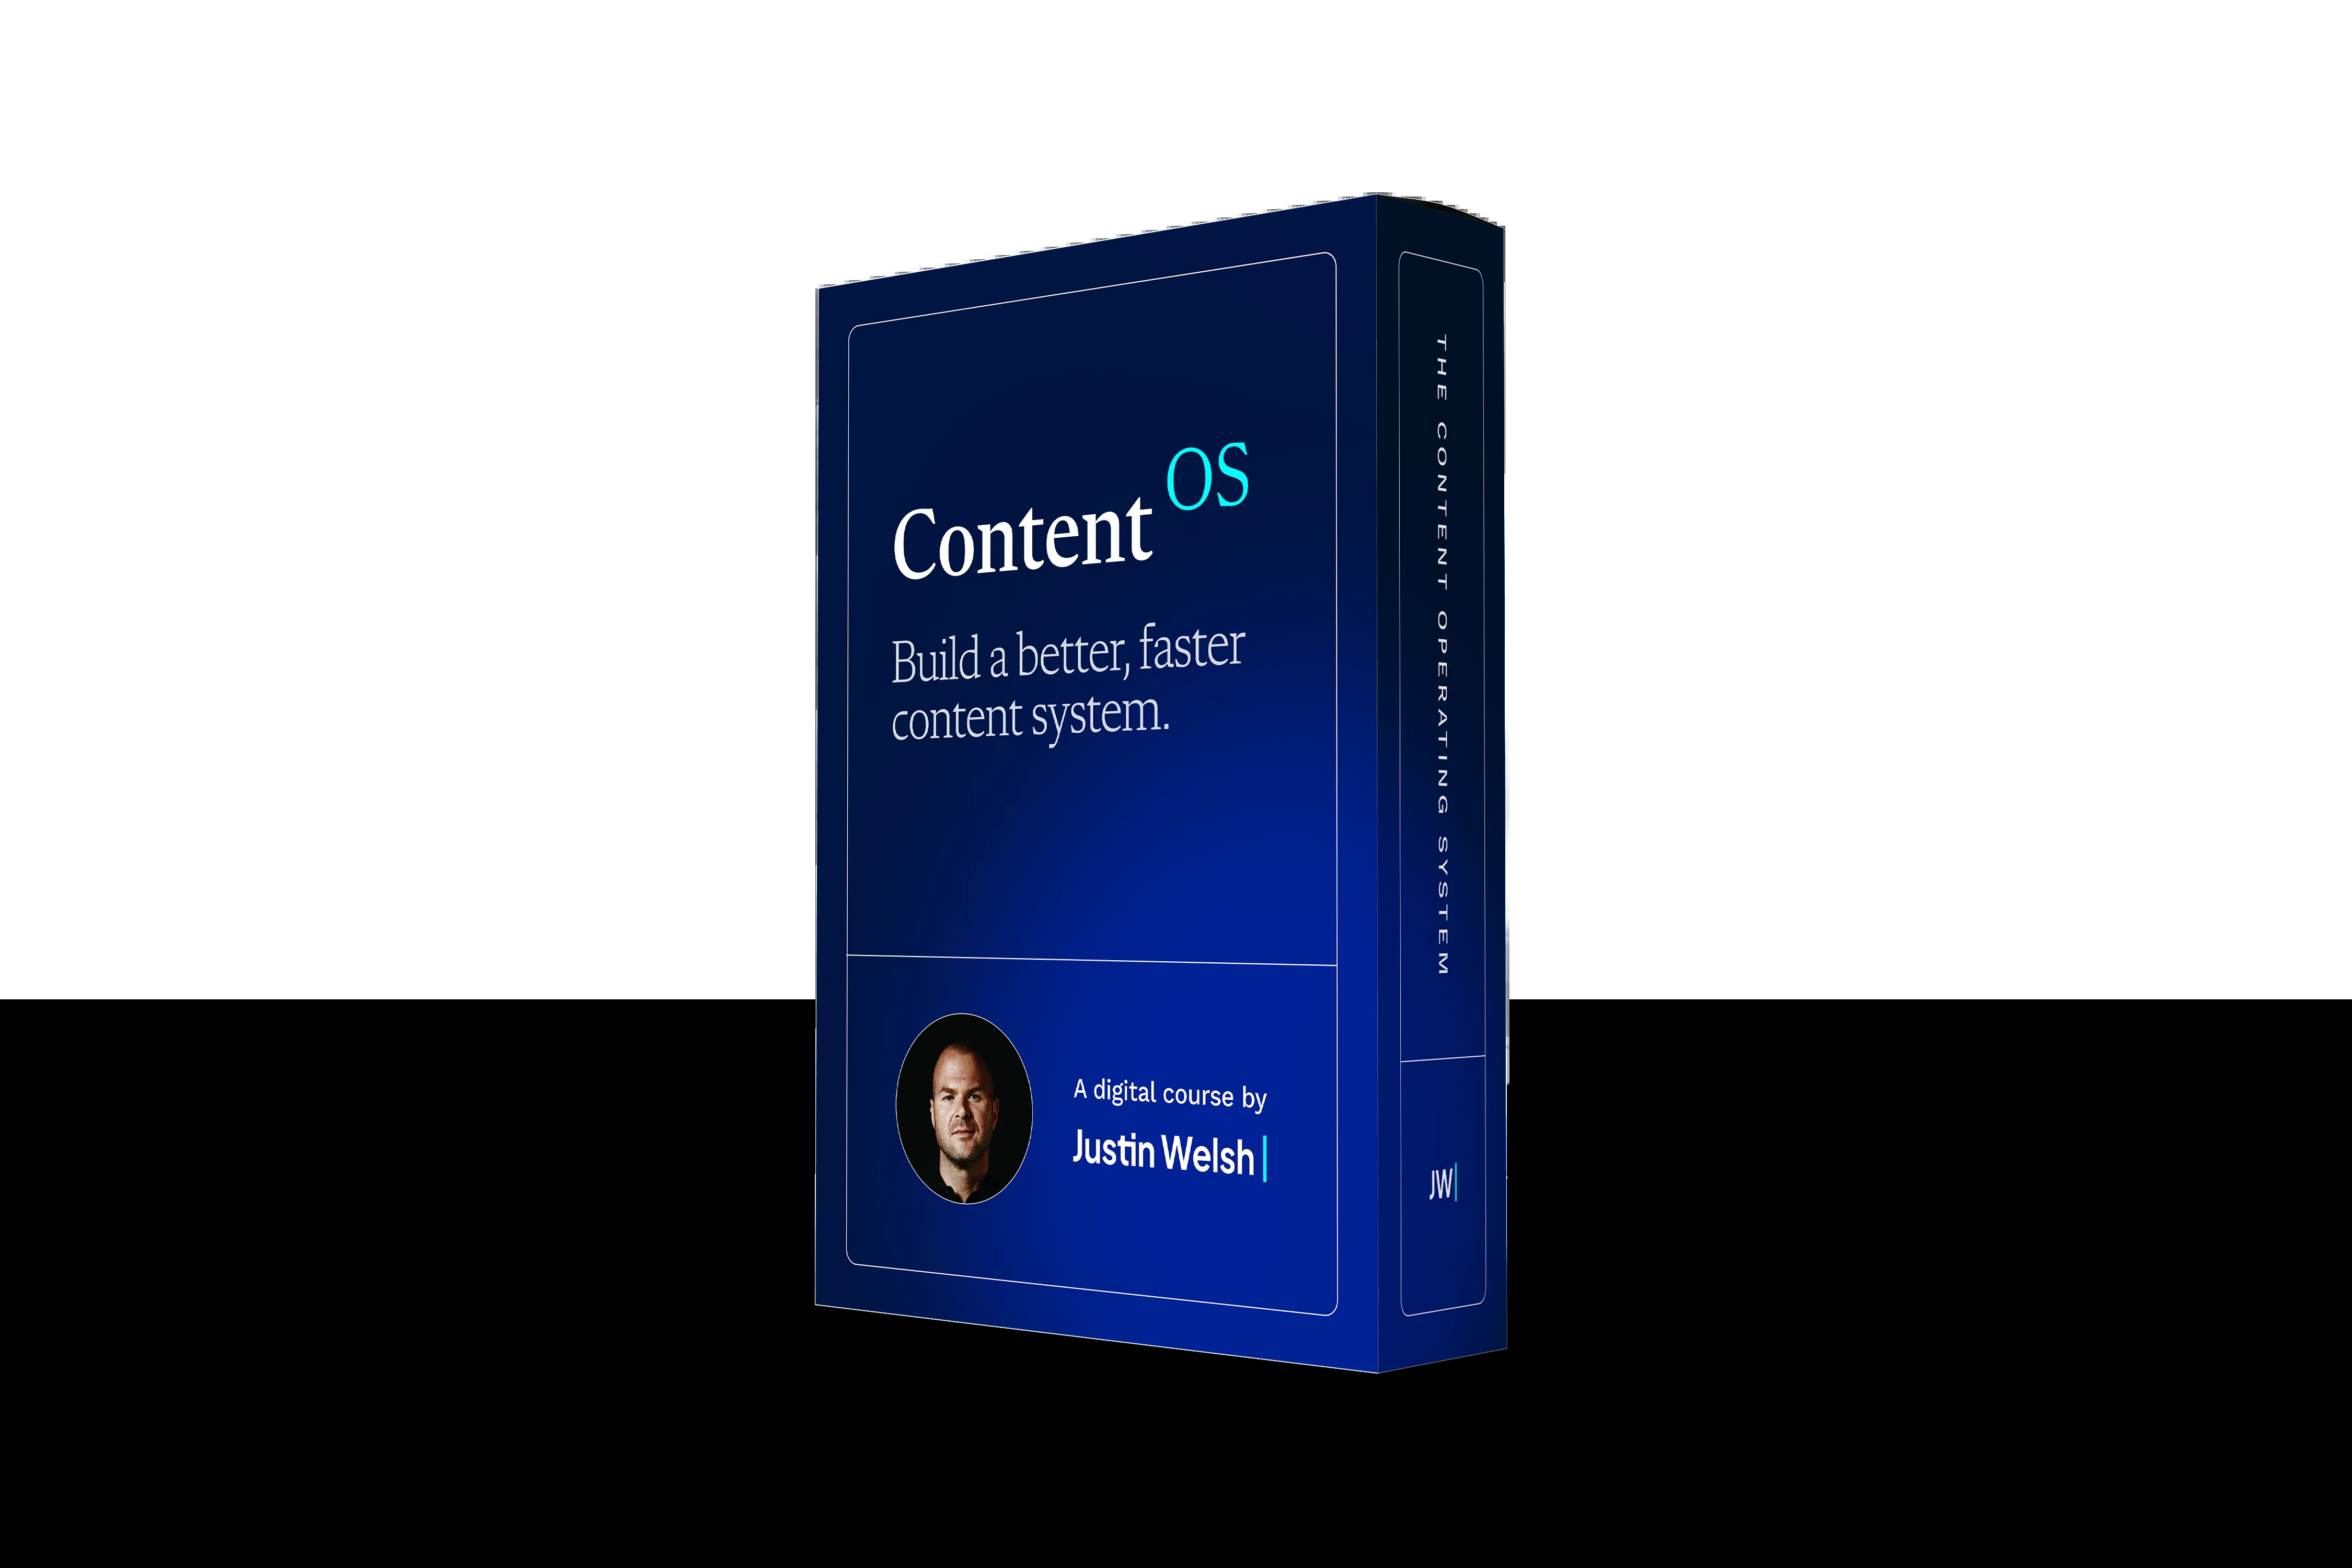 Content OS
Build a better, faster
content system.
A digital course by
Justin Welsh
THE CONTENT OPERATING SYSTEM
JW